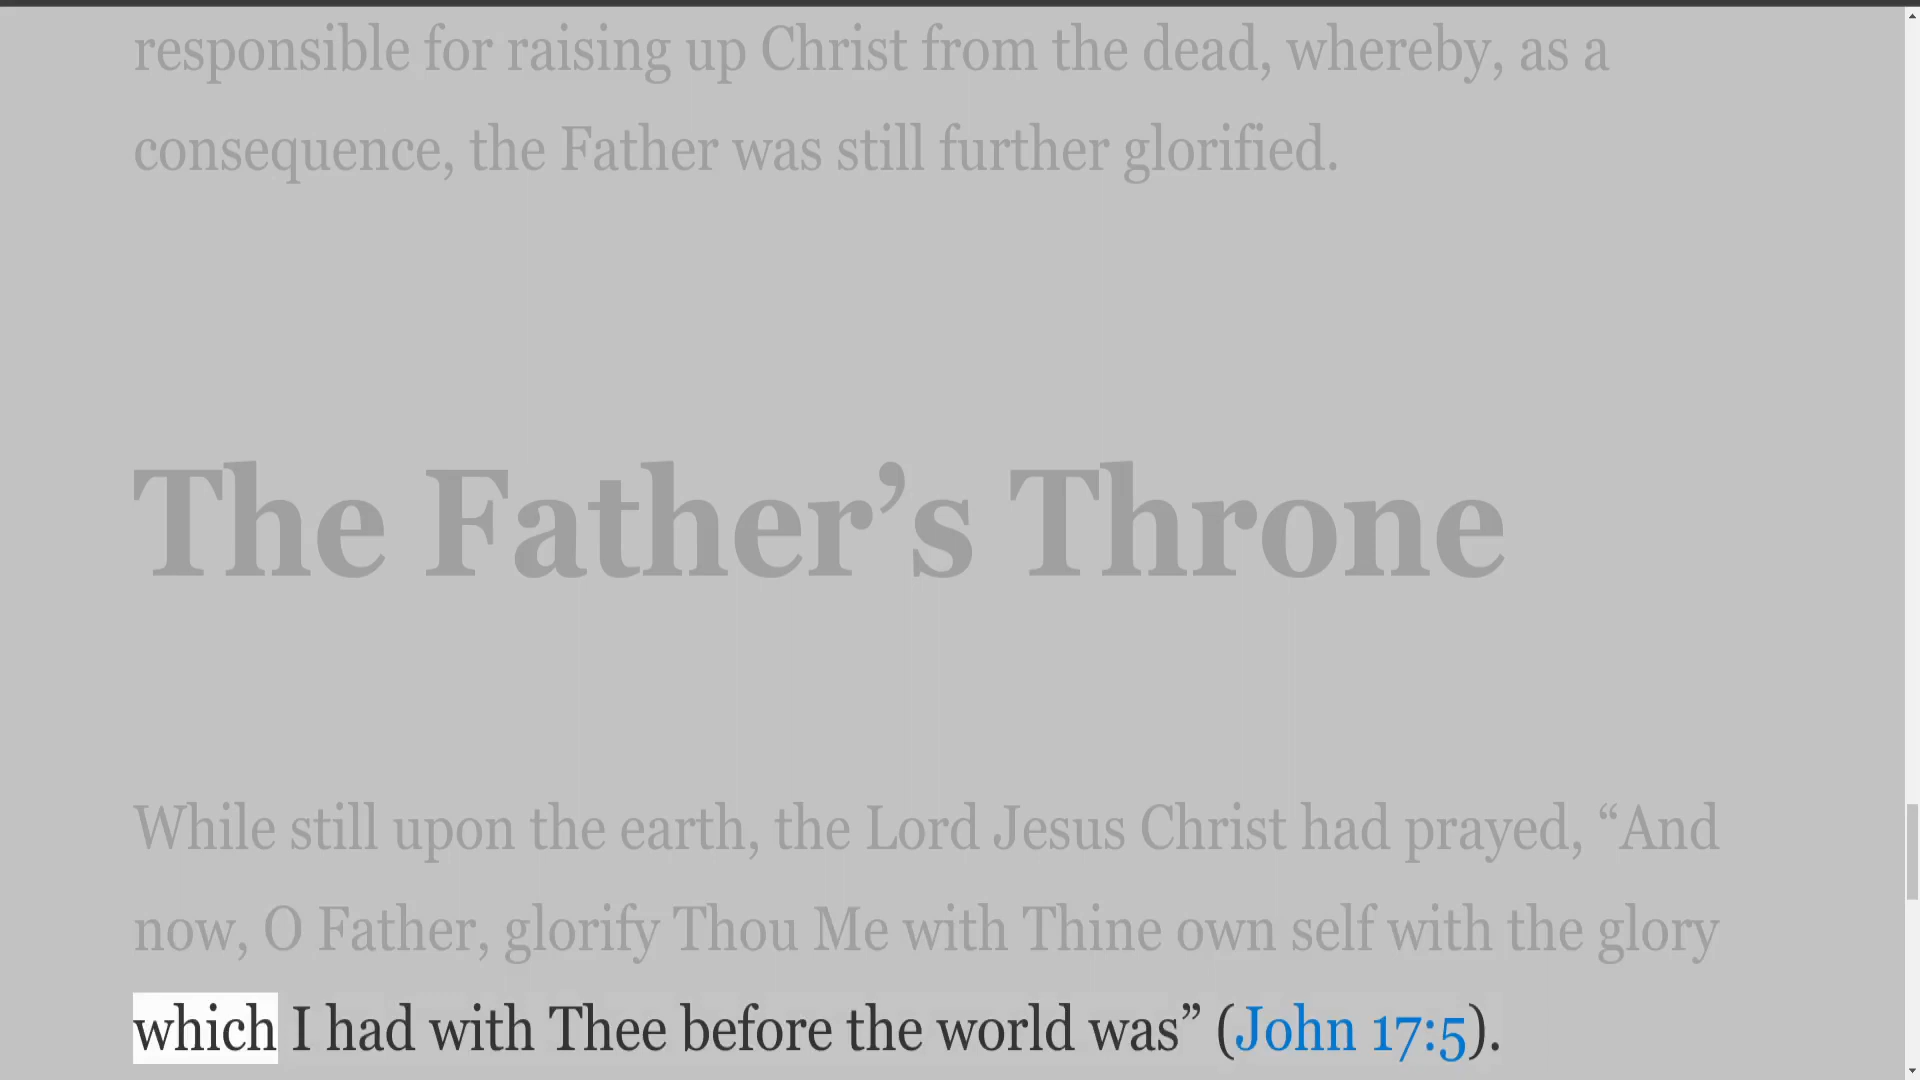 responsible for raising up Christ from the dead, whereby, as a
consequence, the Father was still further glorified.
The Father’s Throne
While still upon the earth, the Lord Jesus Christ had prayed, “And
now, O Father, glorify Thou Me with Thine own self with the glory
which I had with Thee before the world was” (John 17:5).